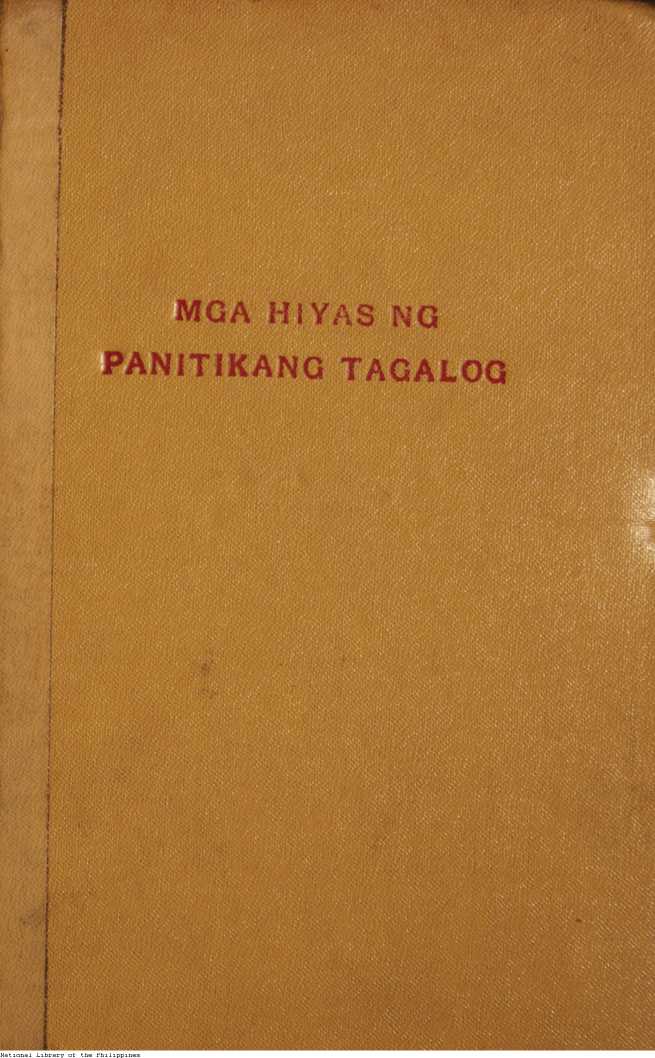 MGA HIYAS NG
PANITIKANG TAGALOG
National Library of the Philippines